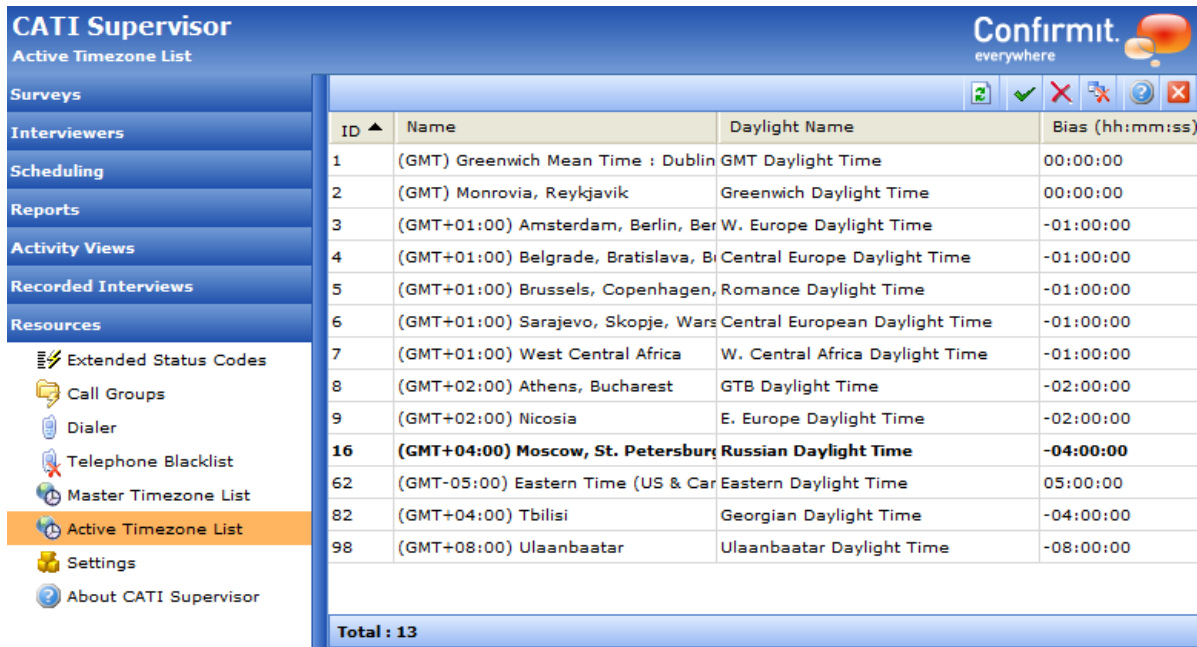 CATI Supervisor
Active Timezone List
Confirmit.
everywhere
Surveys
Interviewers
Scheduling
Reports
Activity Views
Recorded Interviews
Resources
Extended Status Codes
Call Groups
Dialer
Telephone Blacklist
Master Timezone List
Active Timezone List
Settings
About CATI Supervisor
ID Name Daylight Name Bias (hh:mm:ss)
1 (GMT) Greenwich Mean Time : Dublin GMT Daylight Time 00:00:00
2 (GMT) Monrovia, Reykjavik Greenwich Daylight Time 00:00:00
3 (GMT+01:00) Amsterdam, Berlin, Ber W. Europe Daylight Time -01:00:00
4 (GMT+01:00) Belgrade, Bratislava, B Central Europe Daylight Time -01:00:00
5 (GMT+01:00) Brussels, Copenhagen, Romance Daylight Time -01:00:00
6 (GMT+01:00) Sarajevo, Skopje, Wars Central European Daylight Time -01:00:00
7 (GMT+01:00) West Central Africa W. Central Africa Daylight Time -01:00:00
8 (GMT+02:00) Athens, Bucharest GTB Daylight Time -02:00:00
9 (GMT+02:00) Nicosia E. Europe Daylight Time -02:00:00
16 (GMT+04:00) Moscow, St. Petersburg Russian Daylight Time -04:00:00
62 (GMT-05:00) Eastern Time (US & Car Eastern Daylight Time 05:00:00
82 (GMT+04:00) Tbilisi Georgian Daylight Time -04:00:00
98 (GMT+08:00) Ulaanbaatar Ulaanbaatar Daylight Time -08:00:00
Total : 13